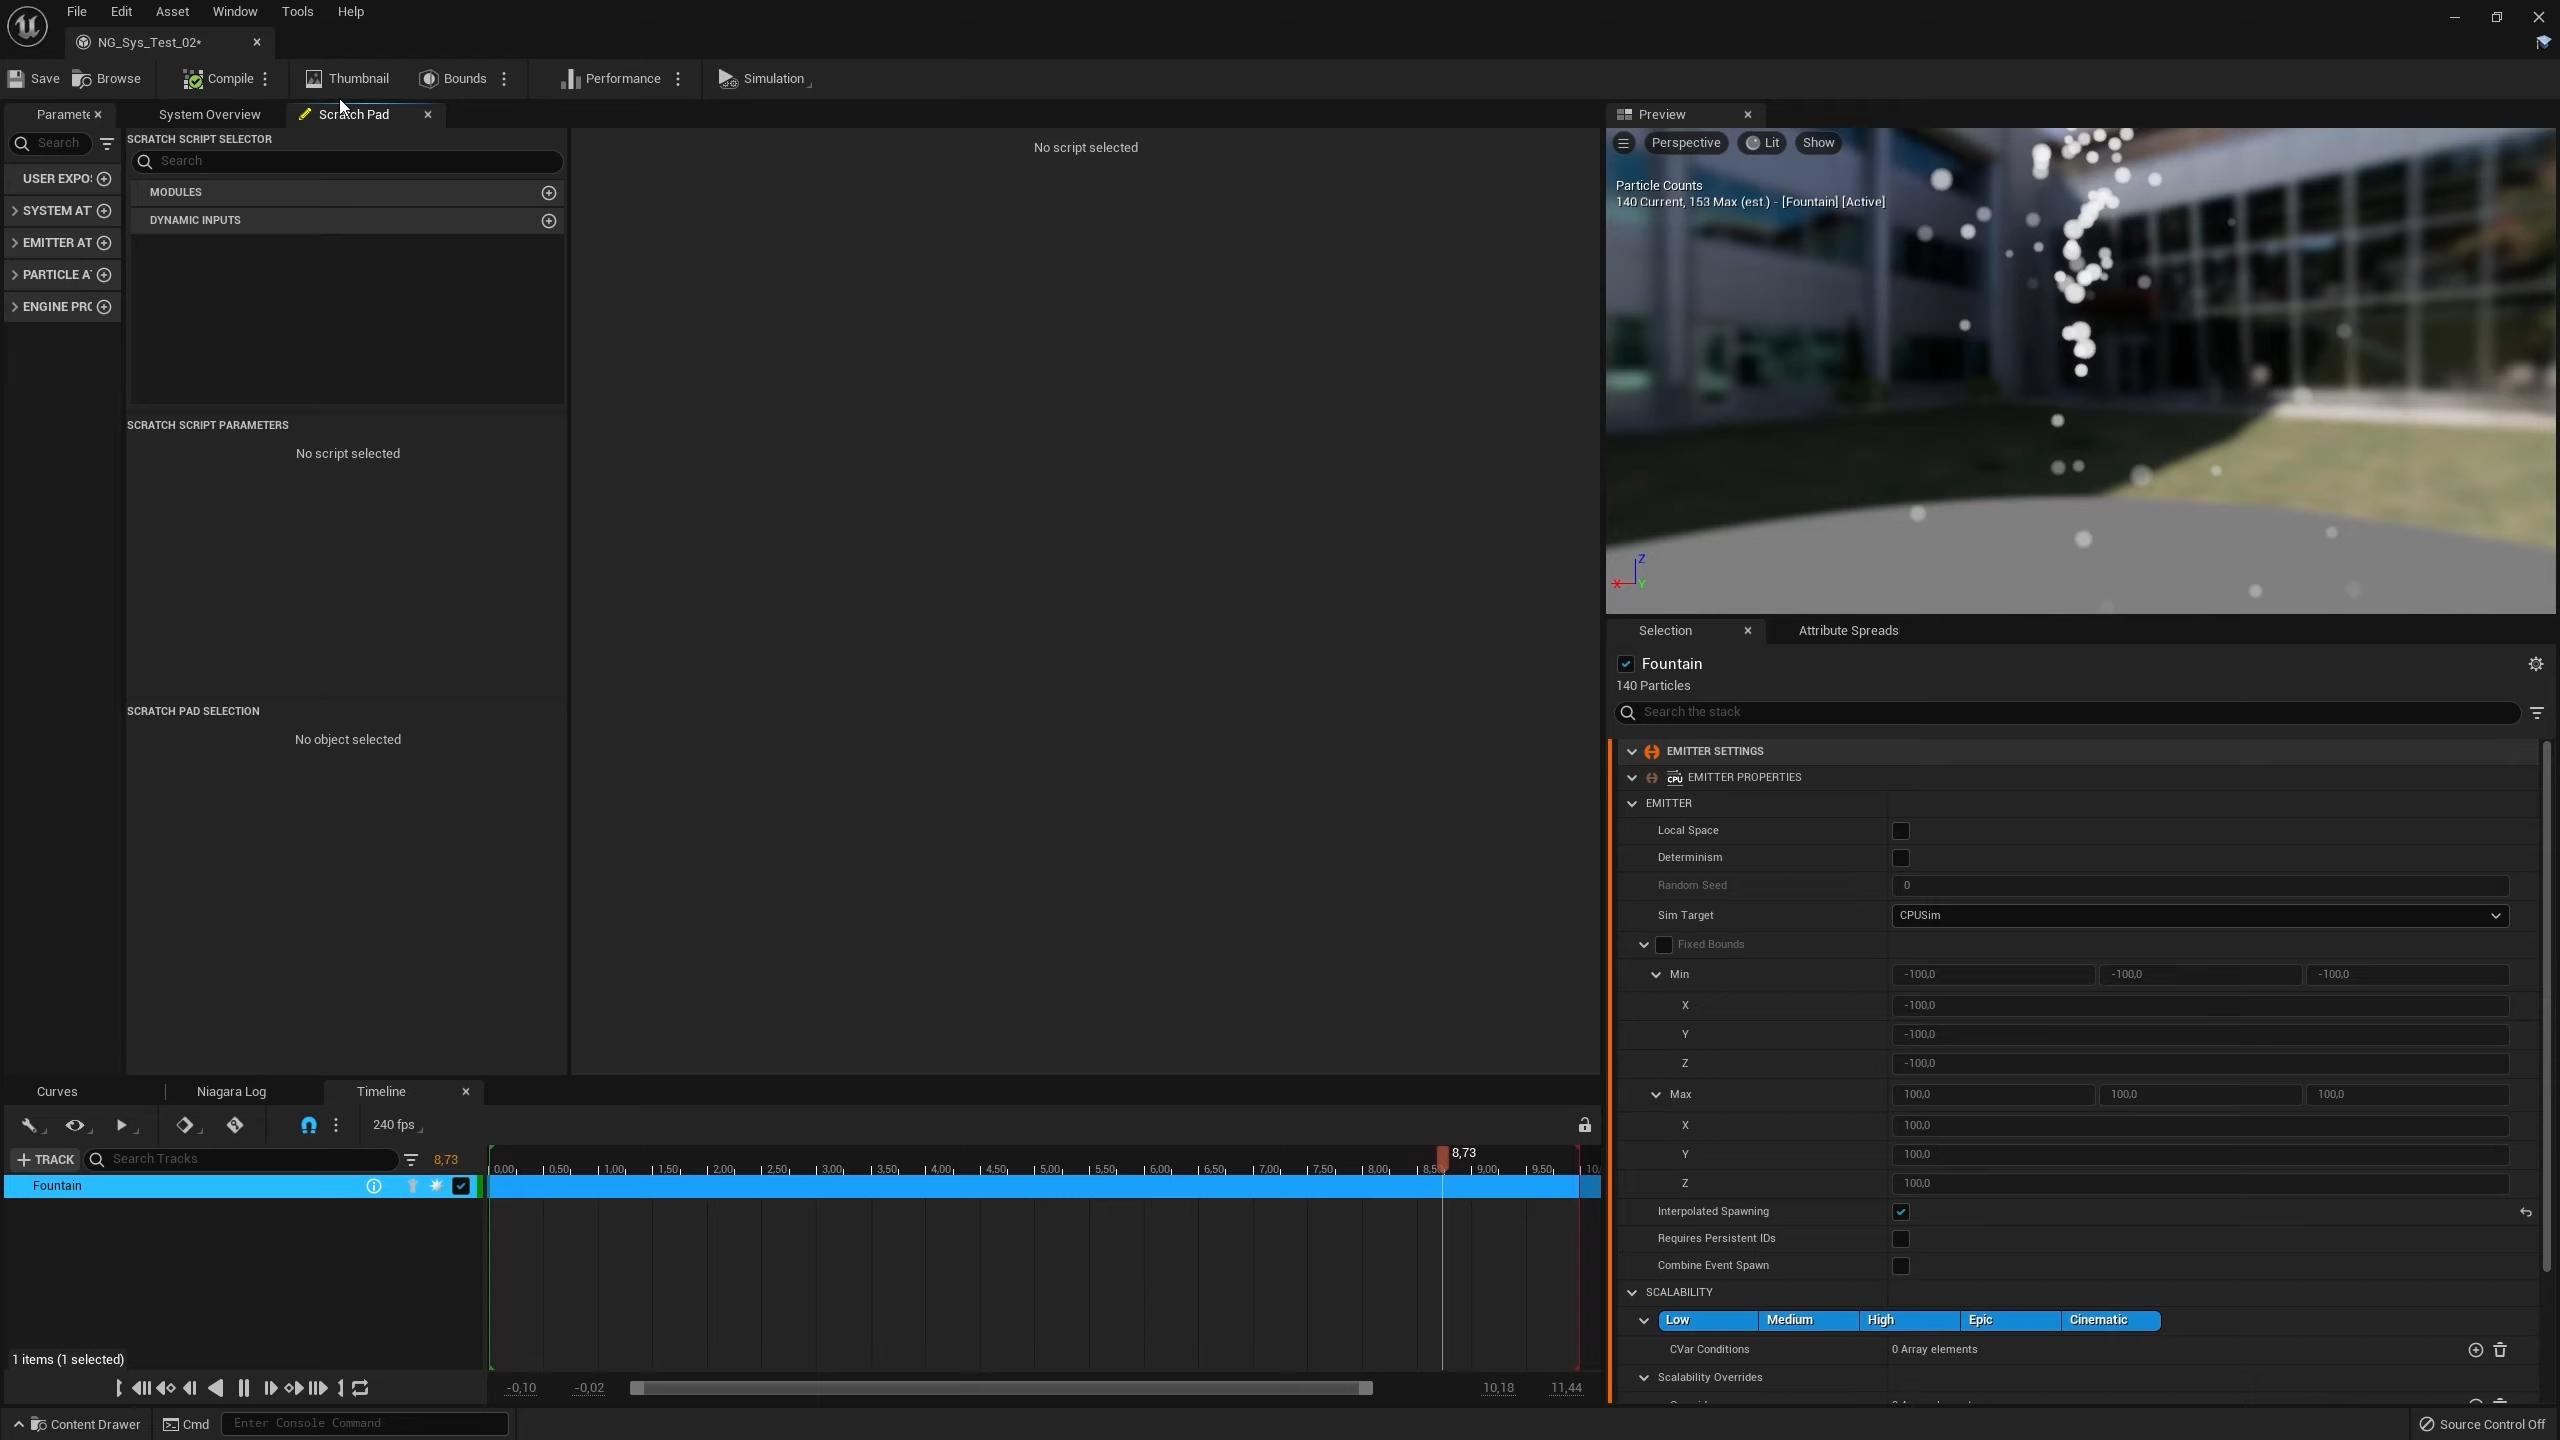 File Edit Asset Window Tools Help
NG_Sys_Test_02*
Save Browse Compile Thumbnail Bounds Performance Simulation
Paramete System Overview Scratch Pad
Search
USER EXPO
SYSTEM AT
EMITTER AT
PARTICLE A
ENGINE PRO
SCRATCH SCRIPT SELECTOR
Search
MODULES
DYNAMIC INPUTS
SCRATCH SCRIPT PARAMETERS
No script selected
SCRATCH PAD SELECTION
No object selected
No script selected
Preview
Perspective Lit Show
Particle Counts
140 Current, 153 Max (est.) - [Fountain] [Active]
Z
X Y
Selection Attribute Spreads
Fountain
140 Particles
Search the stack
EMITTER SETTINGS
CPU EMITTER PROPERTIES
EMITTER
Local Space
Determinism
Random Seed 0
Sim Target CPUSim
Fixed Bounds
Min -100,0 -100,0 -100,0
X -100,0
Y -100,0
Z -100,0
Max 100,0 100,0 100,0
X 100,0
Y 100,0
Z 100,0
Interpolated Spawning
Requires Persistent IDs
Combine Event Spawn
SCALABILITY
Low Medium High Epic Cinematic
CVar Conditions 0 Array elements
Scalability Overrides
Curves Niagara Log Timeline
240 fps
TRACK Search Tracks 8,73
8,73
0,00 0,50 1,00 1,50 2,00 2,50 3,00 3,50 4,00 4,50 5,00 5,50 6,00 6,50 7,00 7,50 8,00 8,50 9,00 9,50 10,
Fountain
1 items (1 selected)
-0,10 -0,02 10,18 11,44
Content Drawer Cmd Enter Console Command Source Control Off